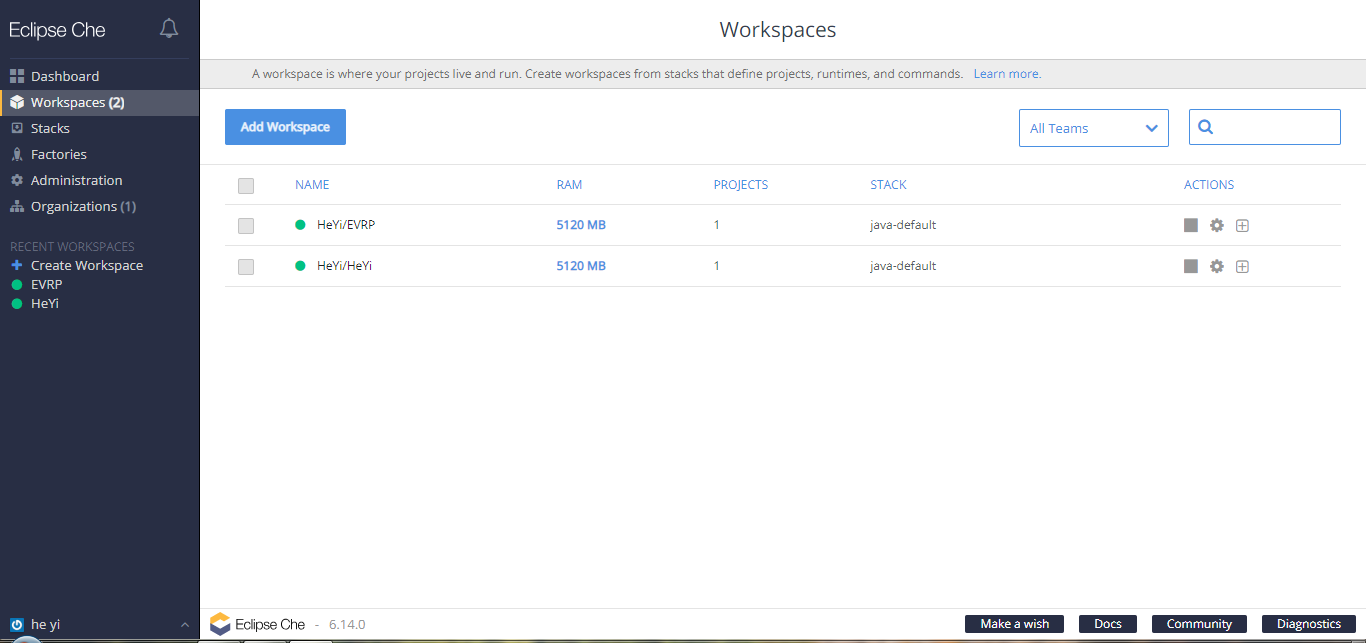 Eclipse Che
Dashboard
Workspaces (2)
Stacks
Factories
Administration
Organizations (1)
RECENT WORKSPACES
Create Workspace
EVRP
HeYi
he yi
Workspaces
A workspace is where your projects live and run. Create workspaces from stacks that define projects, runtimes, and commands. Learn more.
Add Workspace
All Teams
NAME RAM PROJECTS STACK ACTIONS
HeYi/EVRP 5120 MB 1 java-default
HeYi/HeYi 5120 MB 1 java-default
Eclipse Che - 6.14.0
Make a wish Docs Community Diagnostics